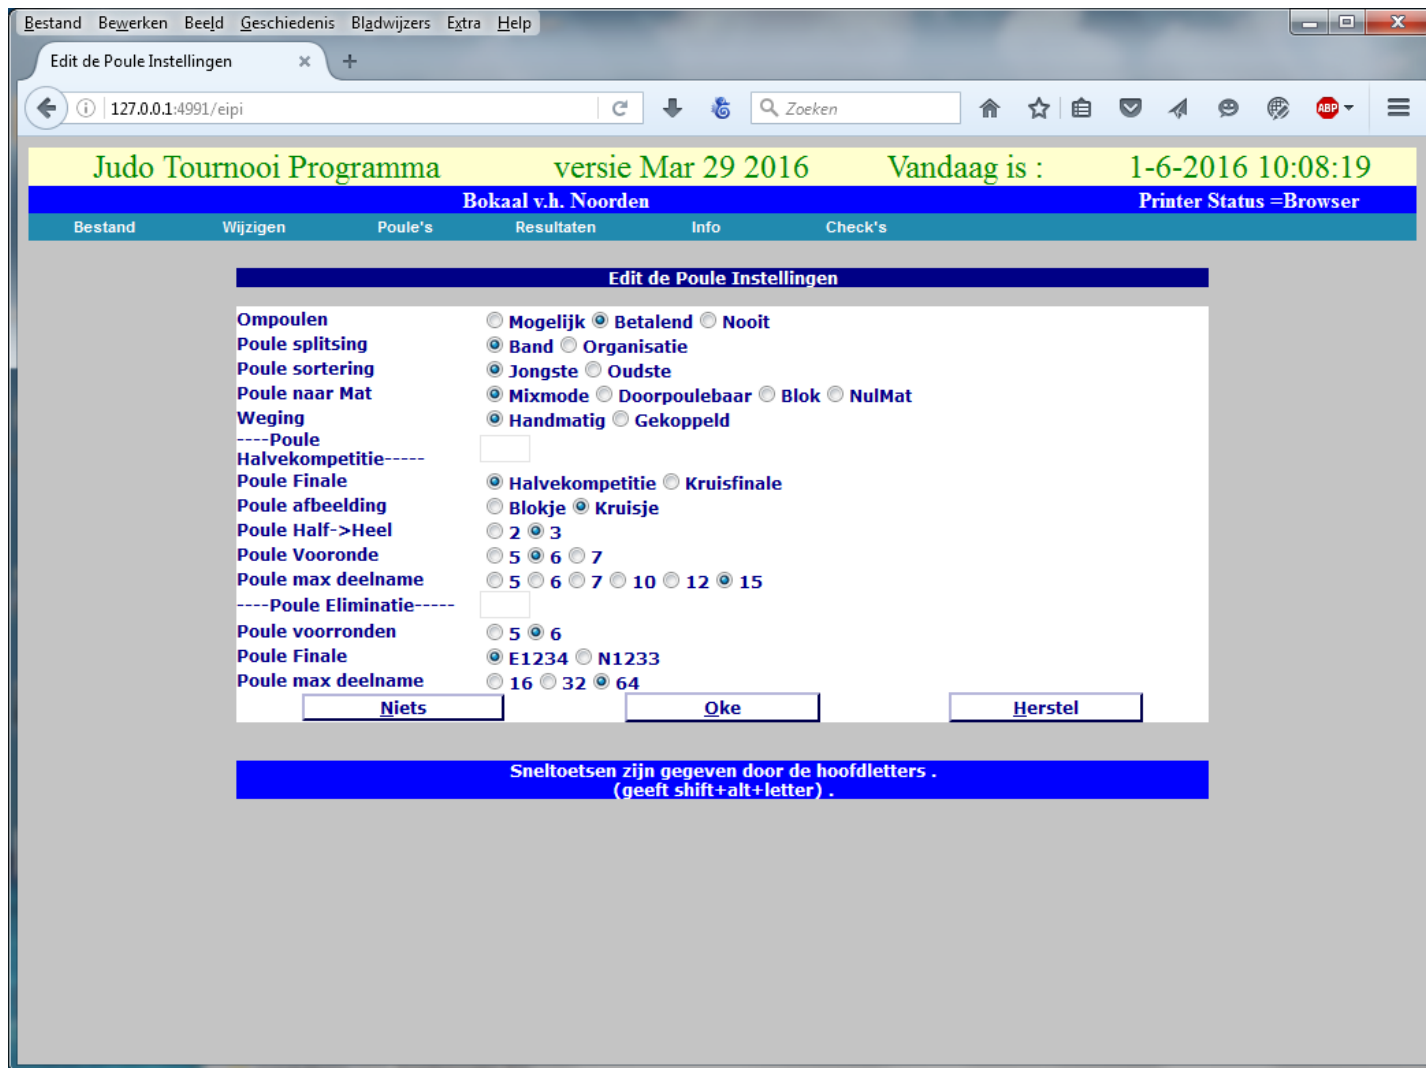 Bestand Bewerken Beeld Geschiedenis Bladwijzers Extra Help
Edit de Poule Instellingen
127.0.0.1:4991/eipi Zoeken ABP
Judo Tournooi Programma versie Mar 29 2016 Vandaag is : 1-6-2016 10:08:19
Bokaal v.h. Noorden Printer Status =Browser
Bestand Wijzigen Poule's Resultaten Info Check's
Edit de Poule Instellingen
Ompoulen Mogelijk Betalend Nooit
Poule splitsing Band Organisatie
Poule sortering Jongste Oudste
Poule naar Mat Mixmode Doorpoulebaar Blok NulMat
Weging Handmatig Gekoppeld
----Poule
Halvekompetitie-----
Poule Finale Halvekompetitie Kruisfinale
Poule afbeelding Blokje Kruisje
Poule Half->Heel 2 3
Poule Vooronde 5 6 7
Poule max deelname 5 6 7 10 12 15
----Poule Eliminatie-----
Poule voorronden 5 6
Poule Finale E1234 N1233
Poule max deelname 16 32 64
Niets Oke Herstel
Sneltoetsen zijn gegeven door de hoofdletters .
(geeft shift+alt+letter) .